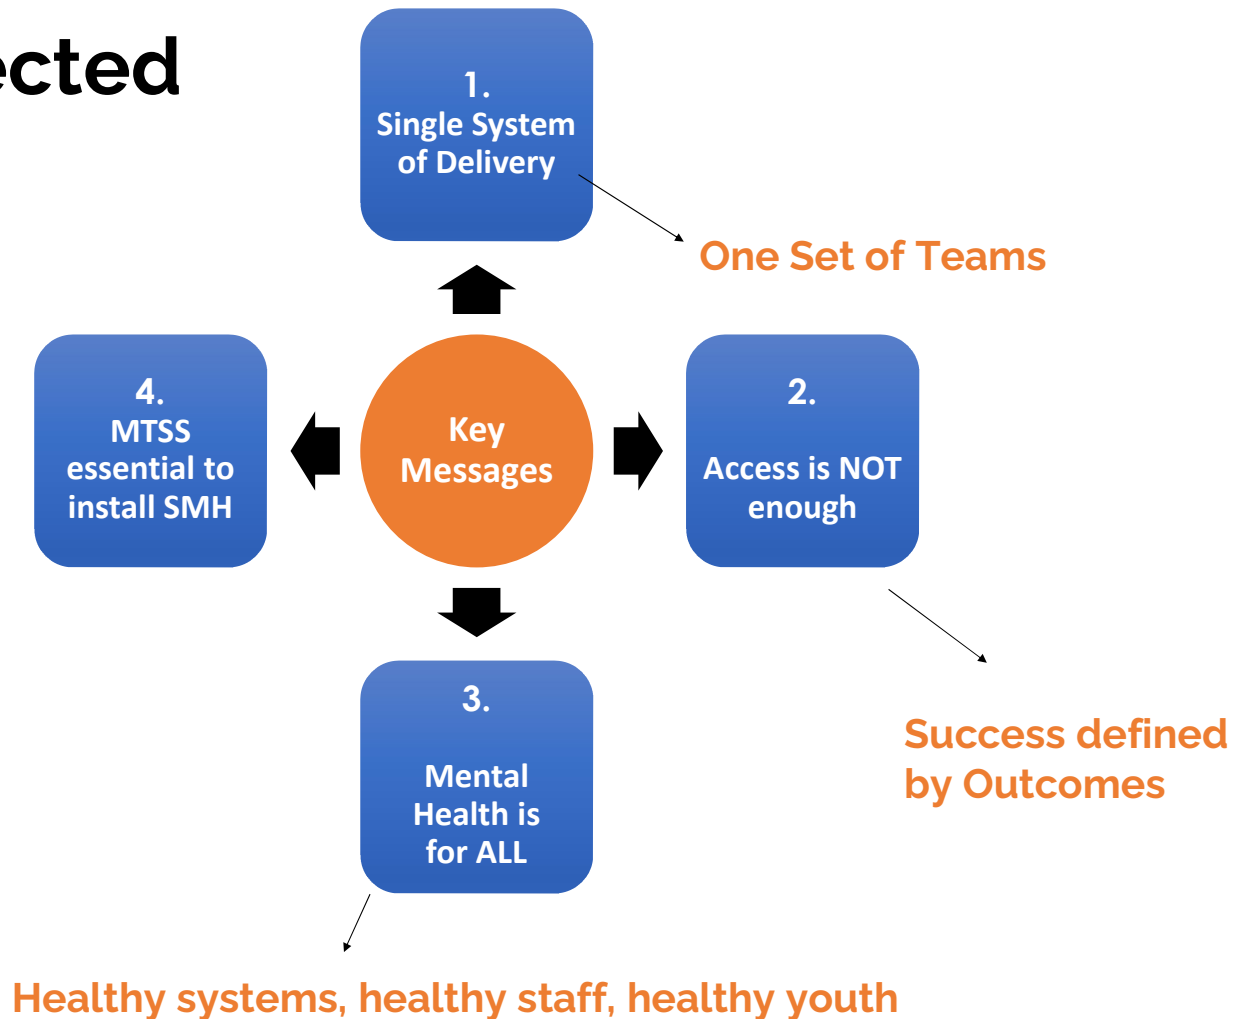 ected
1.
Single System
of Delivery
One Set of Teams
4.
MTSS
essential to
install SMH
Key
Messages
2.
Access is NOT
enough
3.
Mental
Health is
for ALL
Success defined
by Outcomes
Healthy systems, healthy staff, healthy youth